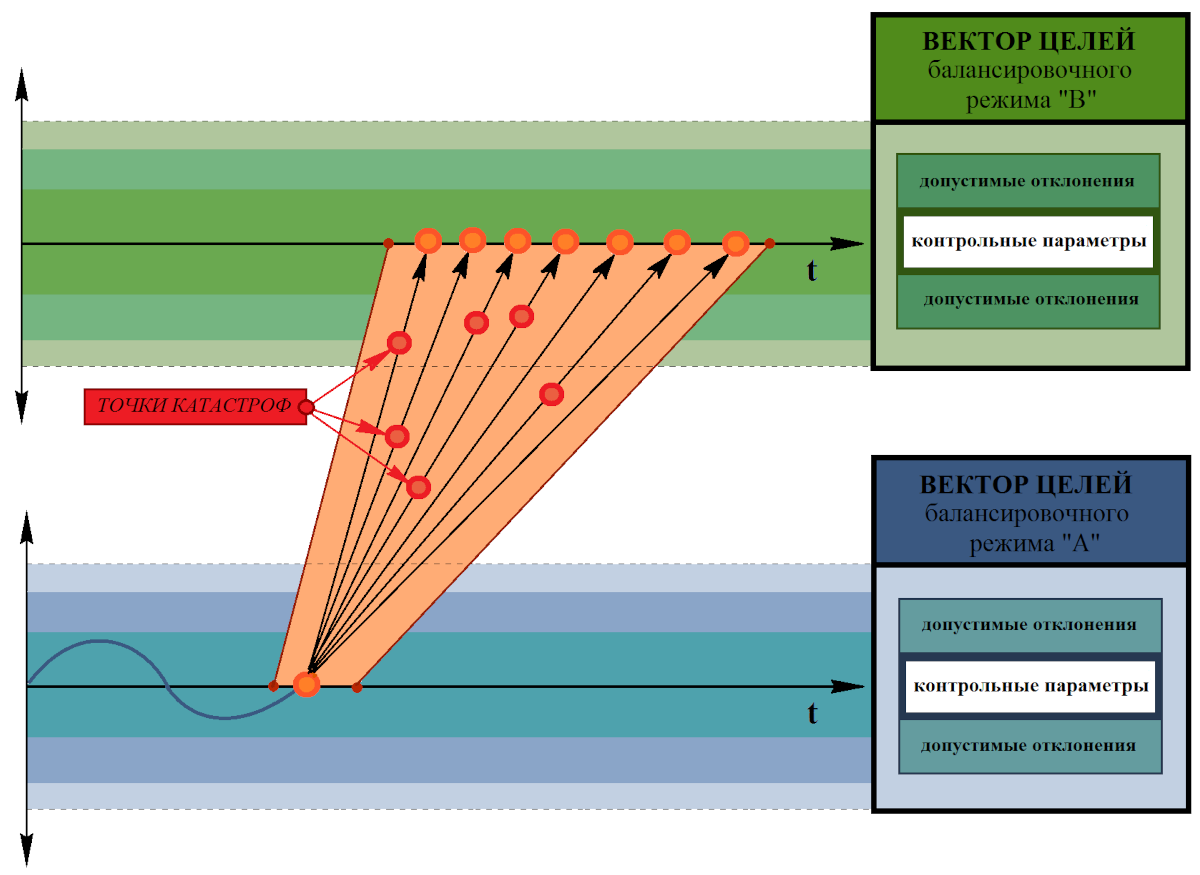 ВЕКТОР ЦЕЛЕЙ
балансировочного
режима "В"
допустимые отклонения
контрольные параметры
t
допустимые отклонения
ТОЧКИ КАТАСТРОФ
ВЕКТОР ЦЕЛЕЙ
балансировочного
режима "А"
допустимые отклонения
контрольные параметры
t
допустимые отклонения